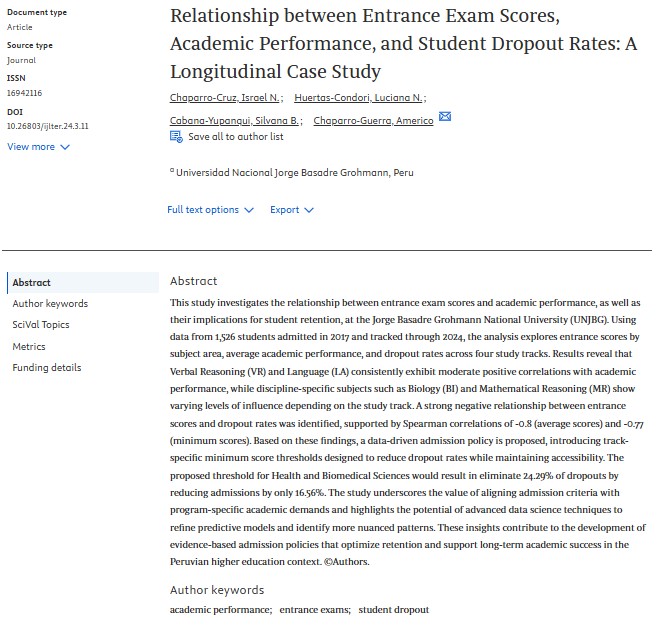 Document type
Article
Source type
Journal
ISSN
16942116
DOI
10.26803/ijlter.24.3.11
View more
Relationship between Entrance Exam Scores,
Academic Performance, and Student Dropout Rates: A
Longitudinal Case Study
Chaparro-Cruz, Israel N.; Huertas-Condori, Luciana N.;
Cabana-Yupanqui, Silvana B.; Chaparro-Guerra, Americo
Save all to author list
a Universidad Nacional Jorge Basadre Grohmann, Peru
Full text options Export
Abstract
Author keywords
SciVal Topics
Metrics
Funding details
Abstract
This study investigates the relationship between entrance exam scores and academic performance, as well as
their implications for student retention, at the Jorge Basadre Grohmann National University (UNJBG). Using
data from 1,526 students admitted in 2017 and tracked through 2024, the analysis explores entrance scores by
subject area, average academic performance, and dropout rates across four study tracks. Results reveal that
Verbal Reasoning (VR) and Language (LA) consistently exhibit moderate positive correlations with academic
performance, while discipline-specific subjects such as Biology (BI) and Mathematical Reasoning (MR) show
varying levels of influence depending on the study track. A strong negative relationship between entrance
scores and dropout rates was identified, supported by Spearman correlations of -0.8 (average scores) and -0.77
(minimum scores). Based on these findings, a data-driven admission policy is proposed, introducing track-
specific minimum score thresholds designed to reduce dropout rates while maintaining accessibility. The
proposed threshold for Health and Biomedical Sciences would result in eliminate 24.29% of dropouts by
reducing admissions by only 16.56%. The study underscores the value of aligning admission criteria with
program-specific academic demands and highlights the potential of advanced data science techniques to
refine predictive models and identify more nuanced patterns. These insights contribute to the development of
evidence-based admission policies that optimize retention and support long-term academic success in the
Peruvian higher education context. ©Authors.
Author keywords
academic performance; entrance exams; student dropout